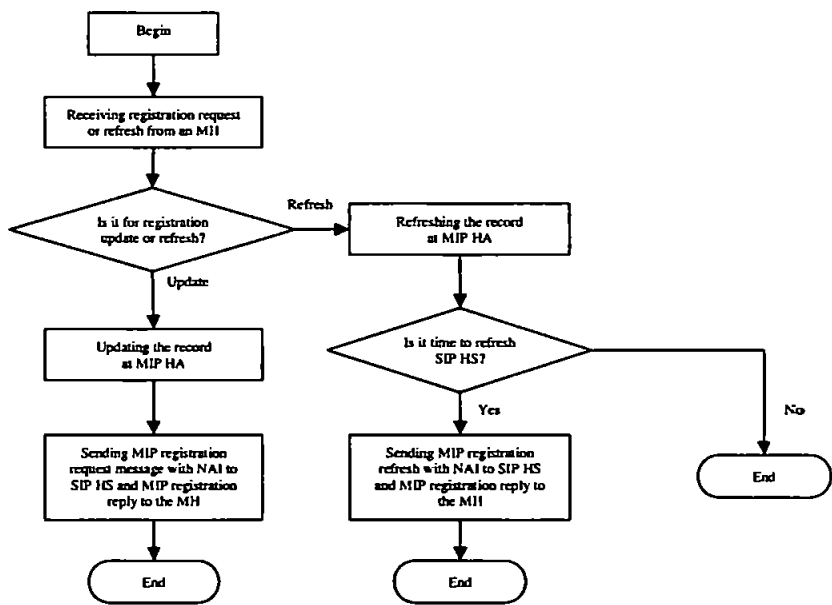 Begin
Receiving registration request
or refresh from an MH
Is it for registration
update or refresh?
Refresh
Refreshing the record
at MIP HA
Update
Updating the record
at MIP HA
Is it time to refresh
SIP HS?
Yes
No
Sending MIP registration
request message with NAI to
SIP HS and MIP registration
reply to the MH
Sending MIP registration
refresh with NAI to SIP HS
and MIP registration reply to
the MH
End
End
End